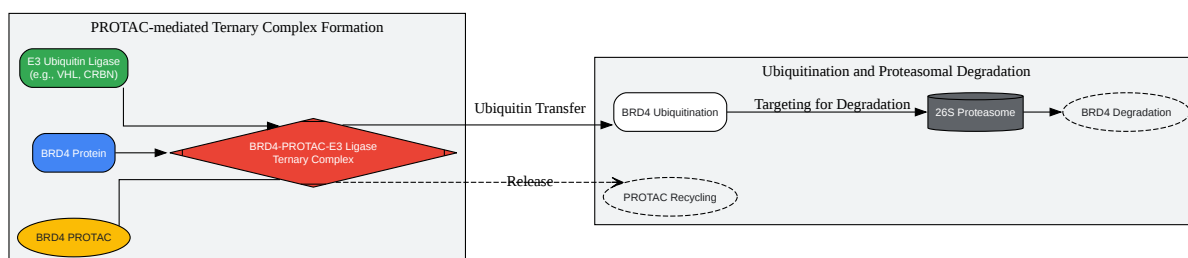 PROTAC-mediated Ternary Complex Formation
E3 Ubiquitin Ligase
(e.g., VHL, CRBN)
BRD4 Protein
BRD4 PROTAC
BRD4-PROTAC-E3 Ligase
Ternary Complex
Ubiquitin Transfer
Release
Ubiquitination and Proteasomal Degradation
BRD4 Ubiquitination
Targeting for Degradation
26S Proteasome
BRD4 Degradation
PROTAC Recycling